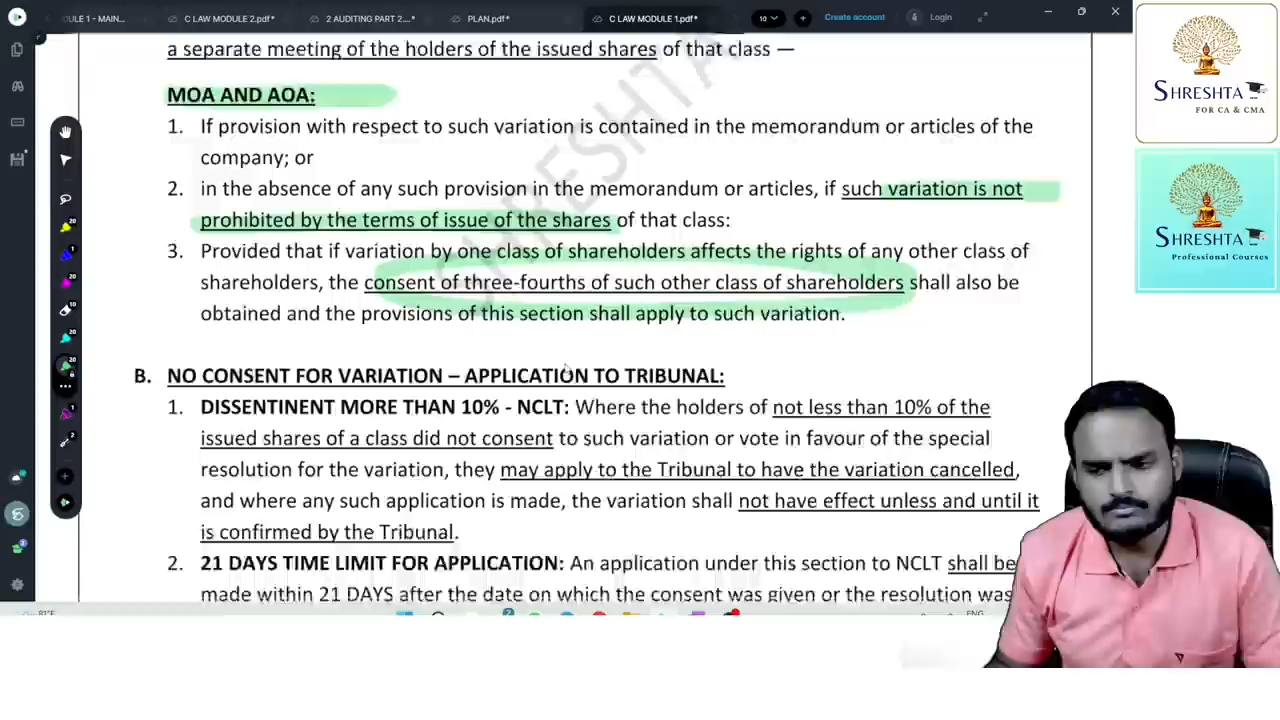 C LAW MODULE 2.pdf*
2 AUDITING PART 2....*
PLAN.pdf*
C LAW MODULE 1.pdf*
10
Create account
Login
a separate meeting of the holders of the issued shares of that class —
MOA AND AOA:
1. If provision with respect to such variation is contained in the memorandum or articles of the
company; or
2. in the absence of any such provision in the memorandum or articles, if such variation is not
prohibited by the terms of issue of the shares of that class:
3. Provided that if variation by one class of shareholders affects the rights of any other class of
shareholders, the consent of three-fourths of such other class of shareholders shall also be
obtained and the provisions of this section shall apply to such variation.
B. NO CONSENT FOR VARIATION – APPLICATION TO TRIBUNAL:
1. DISSENTINENT MORE THAN 10% - NCLT: Where the holders of not less than 10% of the
issued shares of a class did not consent to such variation or vote in favour of the special
resolution for the variation, they may apply to the Tribunal to have the variation cancelled,
and where any such application is made, the variation shall not have effect unless and until it
is confirmed by the Tribunal.
2. 21 DAYS TIME LIMIT FOR APPLICATION: An application under this section to NCLT shall be
made within 21 DAYS after the date on which the consent was given or the resolution was
ENG
SHRESHTA
SHRESHTA
FOR CA & CMA
SHRESHTA
Professional Courses